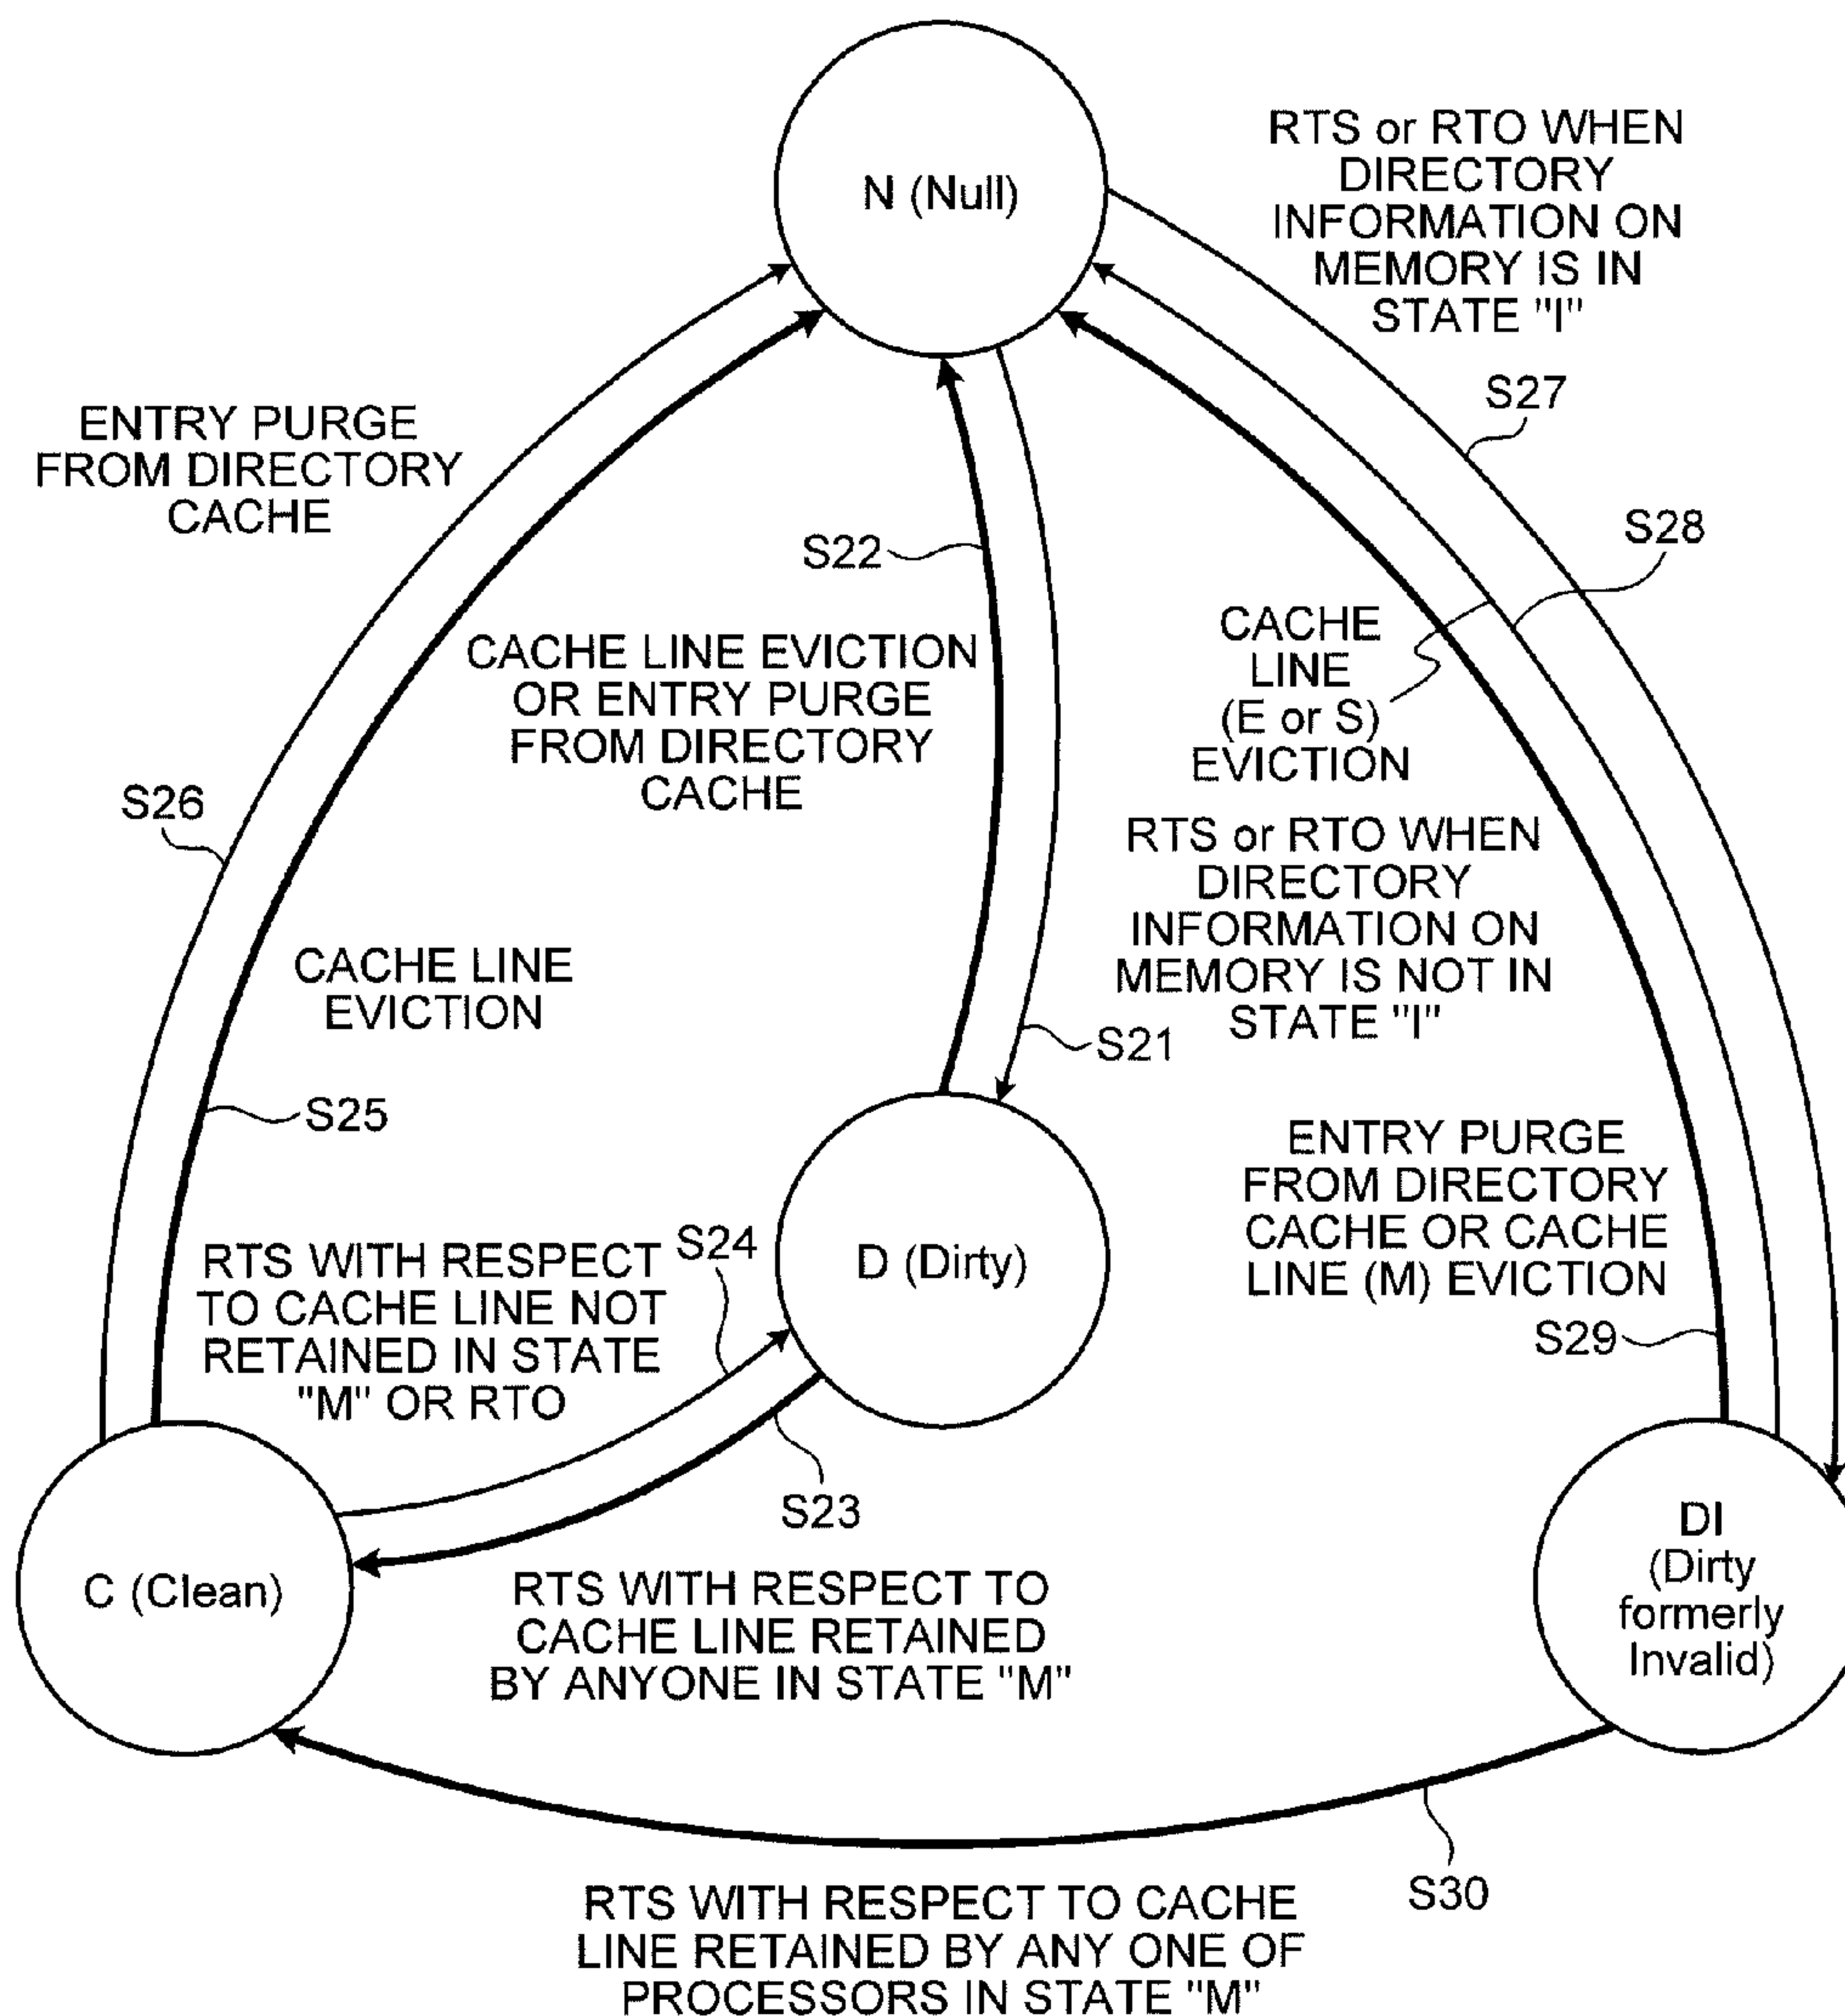 N (Null)
RTS or RTO WHEN
DIRECTORY
INFORMATION ON
MEMORY IS IN
STATE "I"
S27
ENTRY PURGE
FROM DIRECTORY
CACHE
S28
S22
CACHE
LINE
(E or S)
EVICTION
CACHE LINE EVICTION
OR ENTRY PURGE
FROM DIRECTORY
CACHE
S26
RTS or RTO WHEN
DIRECTORY
INFORMATION ON
MEMORY IS NOT IN
STATE "I"
CACHE LINE
EVICTION
S21
S25
ENTRY PURGE
FROM DIRECTORY
CACHE OR CACHE
LINE (M) EVICTION
S29
S24
D (Dirty)
RTS WITH RESPECT
TO CACHE LINE NOT
RETAINED IN STATE
"M" OR RTO
S23
C (Clean)
DI
(Dirty
formerly
Invalid)
RTS WITH RESPECT TO
CACHE LINE RETAINED
BY ANYONE IN STATE "M"
S30
RTS WITH RESPECT TO CACHE
LINE RETAINED BY ANY ONE OF
PROCESSORS IN STATE "M"